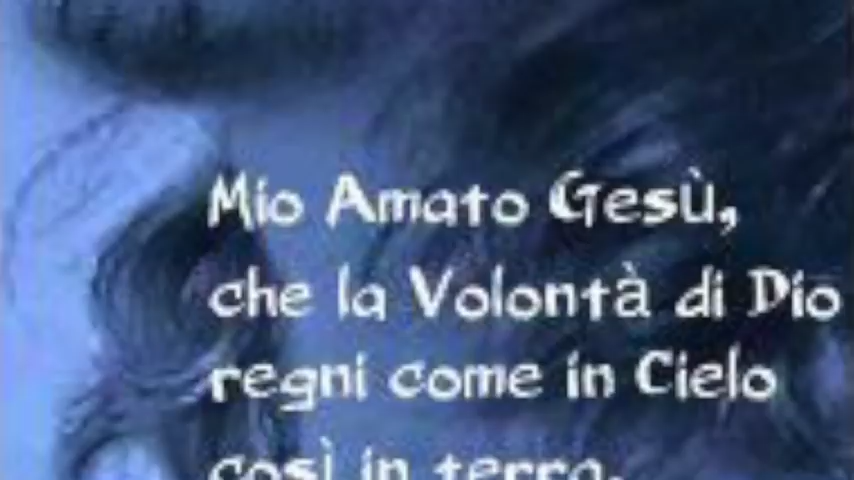 Mio Amato Gesù,
che la Volontà di Dio
regni come in Cielo
così in terra.